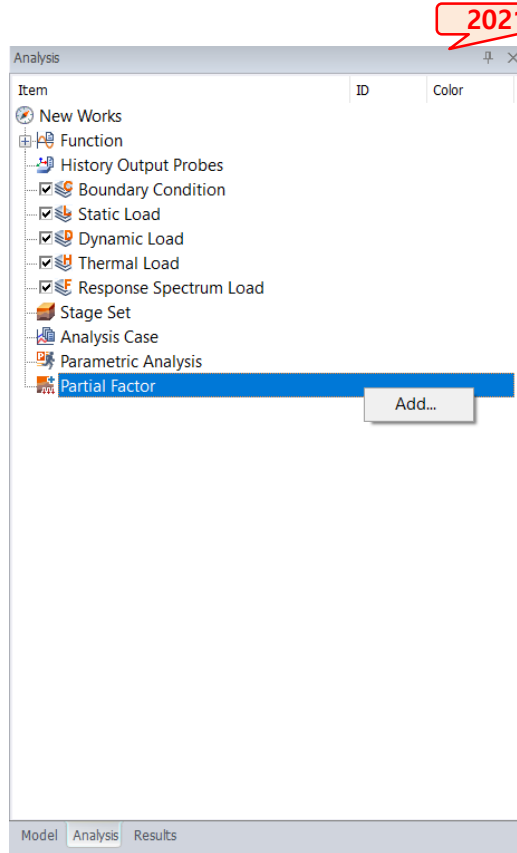 2021
Analysis
Item ID Color
New Works
Function
History Output Probes
Boundary Condition
Static Load
Dynamic Load
Thermal Load
Response Spectrum Load
Stage Set
Analysis Case
Parametric Analysis
Partial Factor
Add...
Model Analysis Results